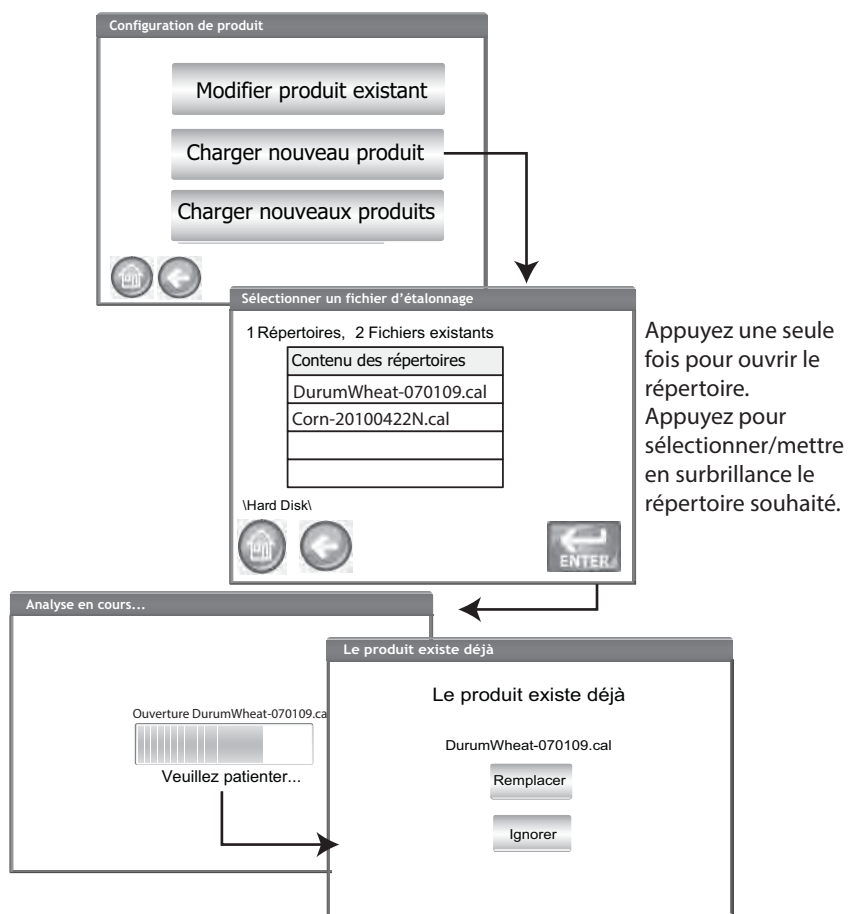 Configuration de produit
Modifier produit existant
Charger nouveau produit
Charger nouveaux produits
Sélectionner un fichier d'étalonnage
1 Répertoires, 2 Fichiers existants
Contenu des répertoires
DurumWheat-070109.cal
Corn-20100422N.cal
\Hard Disk\
ENTER
Appuyez une seule
fois pour ouvrir le
répertoire.
Appuyez pour
sélectionner/mettre
en surbrillance le
répertoire souhaité.
Analyse en cours...
Ouverture DurumWheat-070109.ca
Veuillez patienter...
Le produit existe déjà
Le produit existe déjà
DurumWheat-070109.cal
Remplacer
Ignorer